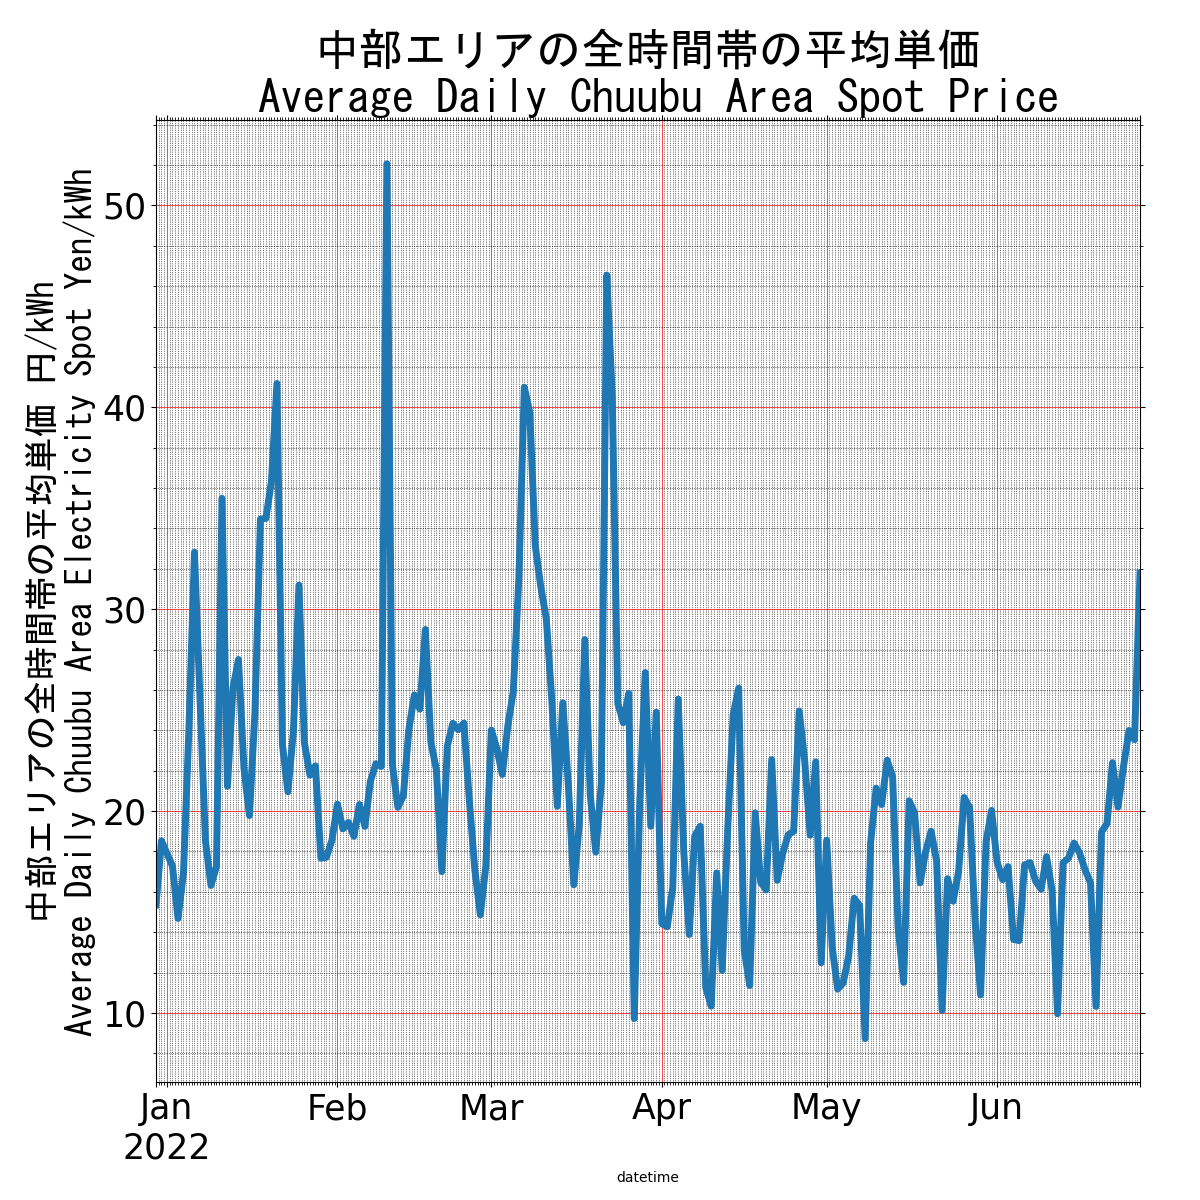 中部エリアの全時間帯の平均単価
Average Daily Chuubu Area Spot Price
中部エリアの全時間帯の平均単価 円/kWh
Average Daily Chuubu Area Electricity Spot Yen/kWh
50
40
30
20
10
Jan Feb Mar Apr May Jun
2022
datetime